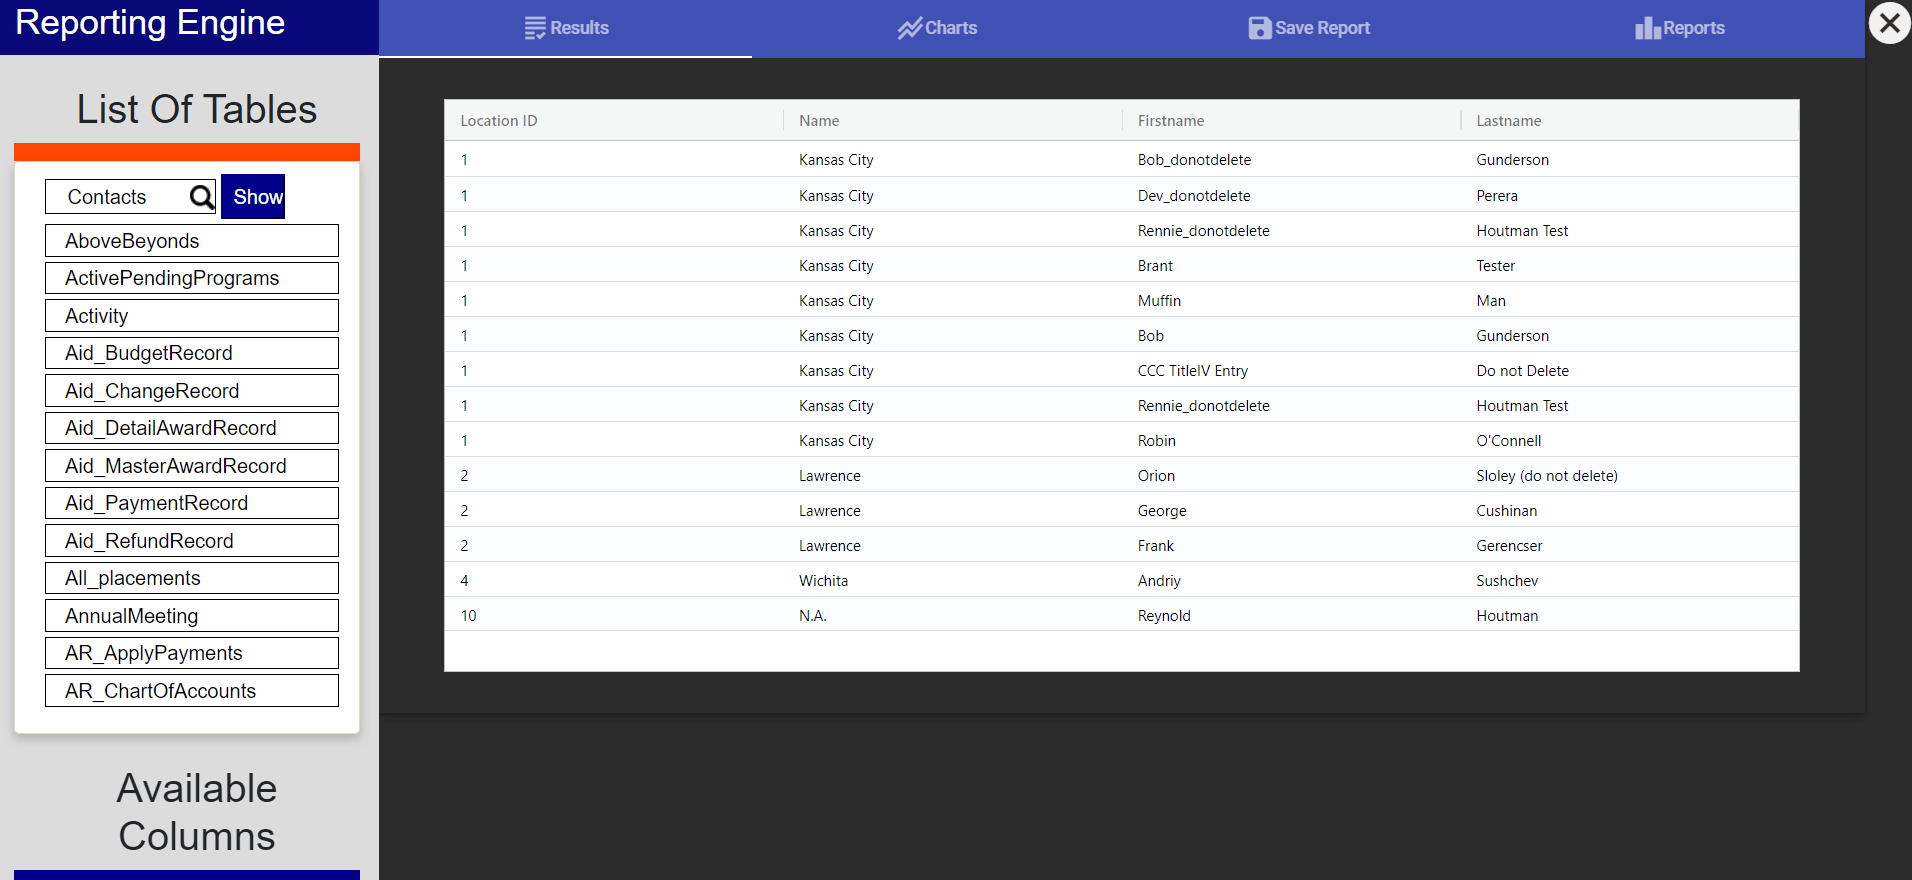 Reporting Engine
Results
Charts
Save Report
Reports
List Of Tables
Contacts
Show
AboveBeyonds
ActivePendingPrograms
Activity
Aid_BudgetRecord
Aid_ChangeRecord
Aid_DetailAwardRecord
Aid_MasterAwardRecord
Aid_PaymentRecord
Aid_RefundRecord
All_placements
AnnualMeeting
AR_ApplyPayments
AR_ChartOfAccounts
Available
Columns
Location ID Name Firstname Lastname
1 Kansas City Bob_donotdelete Gunderson
1 Kansas City Dev_donotdelete Perera
1 Kansas City Rennie_donotdelete Houtman Test
1 Kansas City Brant Tester
1 Kansas City Muffin Man
1 Kansas City Bob Gunderson
1 Kansas City CCC TitleIV Entry Do not Delete
1 Kansas City Rennie_donotdelete Houtman Test
1 Kansas City Robin O'Connell
2 Lawrence Orion Sloley (do not delete)
2 Lawrence George Cushinan
2 Lawrence Frank Gerencser
4 Wichita Andriy Sushchev
10 N.A. Reynold Houtman